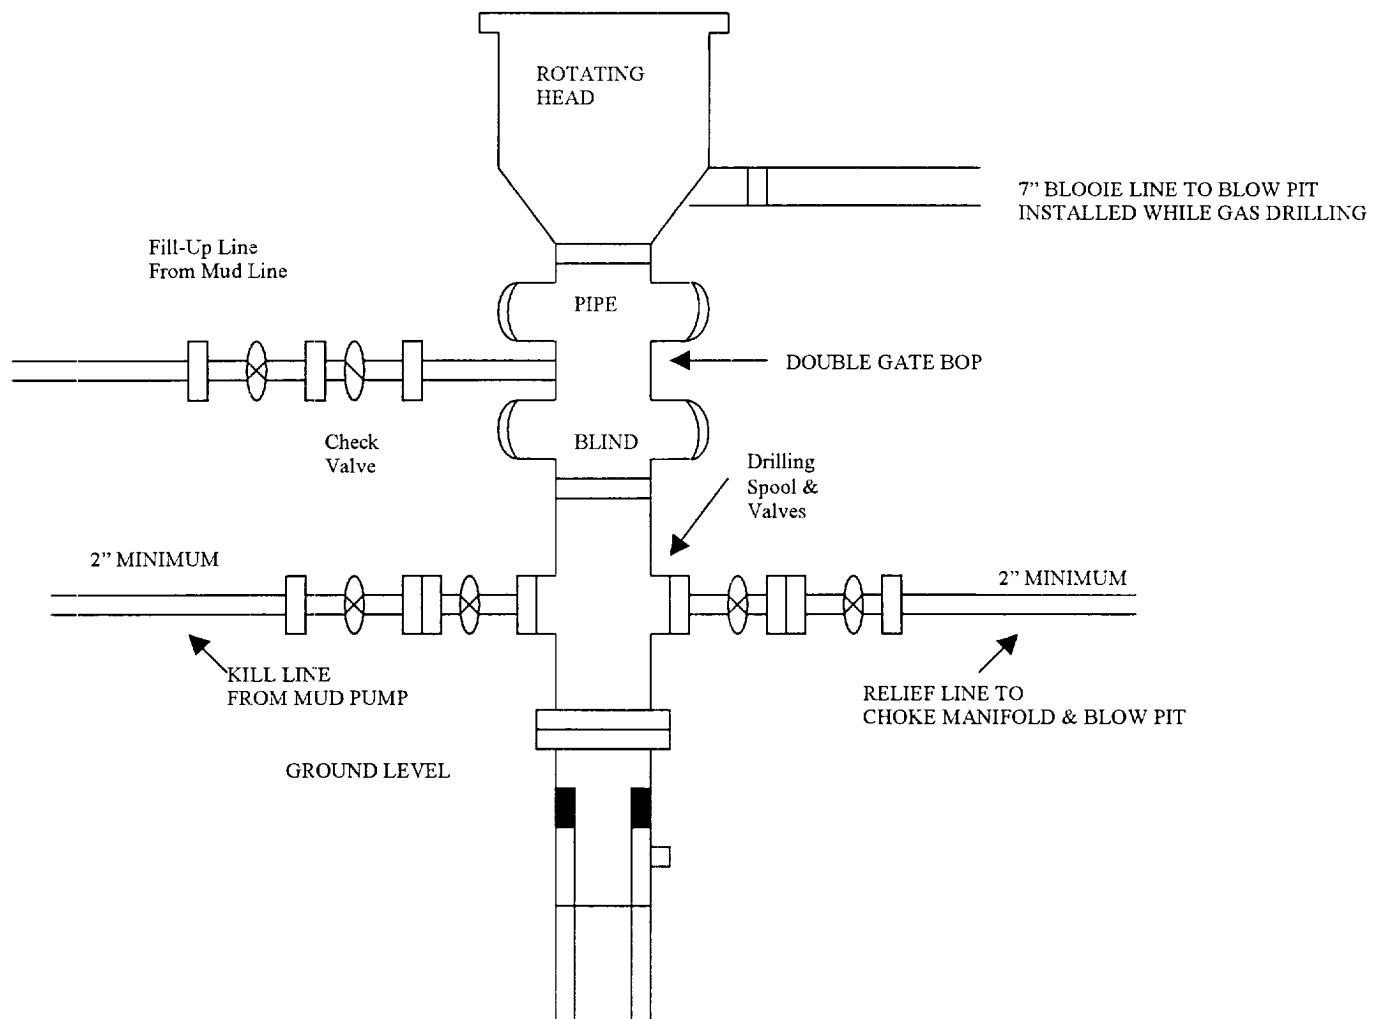 ROTATING
HEAD
7” BLOOIE LINE TO BLOW PIT
INSTALLED WHILE GAS DRILLING
Fill-Up Line
From Mud Line
PIPE
DOUBLE GATE BOP
Check
Valve
BLIND
Drilling
Spool &
Valves
2” MINIMUM
2” MINIMUM
KILL LINE
FROM MUD PUMP
RELIEF LINE TO
CHOKE MANIFOLD & BLOW PIT
GROUND LEVEL